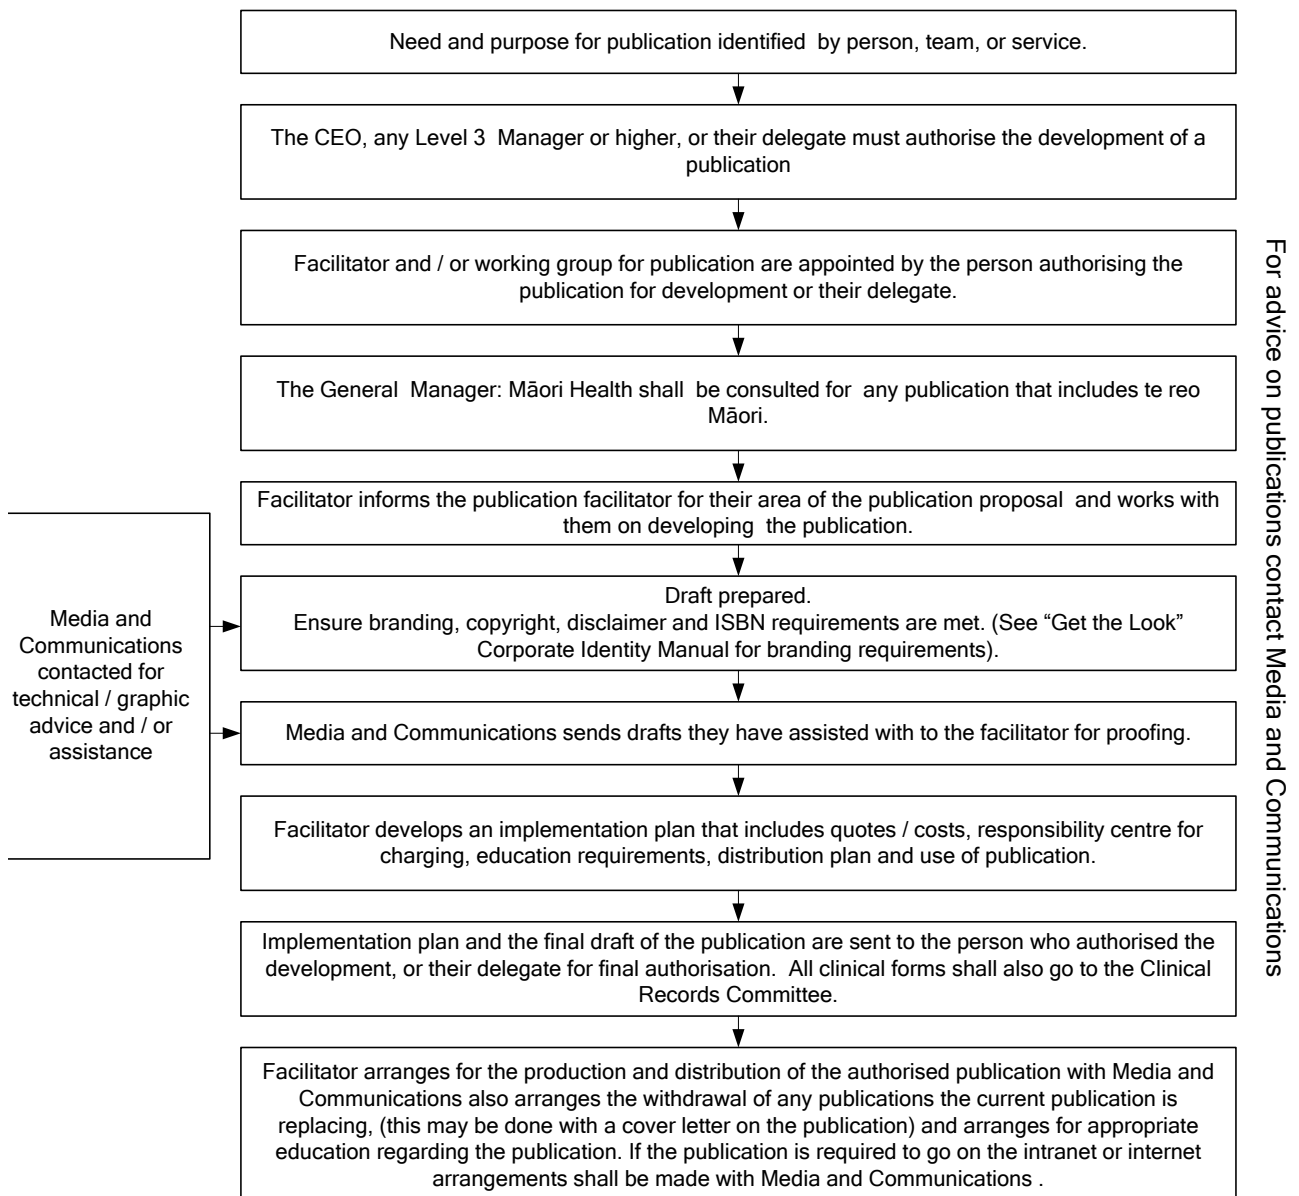 Need and purpose for publication identified by person, team, or service.
The CEO, any Level 3 Manager or higher, or their delegate must authorise the development of a
publication
Facilitator and / or working group for publication are appointed by the person authorising the
publication for development or their delegate.
The General Manager: Māori Health shall be consulted for any publication that includes te reo
Māori.
Facilitator informs the publication facilitator for their area of the publication proposal and works with
them on developing the publication.
Media and
Communications
contacted for
technical / graphic
advice and / or
assistance
Draft prepared.
Ensure branding, copyright, disclaimer and ISBN requirements are met. (See “Get the Look”
Corporate Identity Manual for branding requirements).
Media and Communications sends drafts they have assisted with to the facilitator for proofing.
Facilitator develops an implementation plan that includes quotes / costs, responsibility centre for
charging, education requirements, distribution plan and use of publication.
Implementation plan and the final draft of the publication are sent to the person who authorised the
development, or their delegate for final authorisation. All clinical forms shall also go to the Clinical
Records Committee.
Facilitator arranges for the production and distribution of the authorised publication with Media and
Communications also arranges the withdrawal of any publications the current publication is
replacing, (this may be done with a cover letter on the publication) and arranges for appropriate
education regarding the publication. If the publication is required to go on the intranet or internet
arrangements shall be made with Media and Communications .
For advice on publications contact Media and Communications